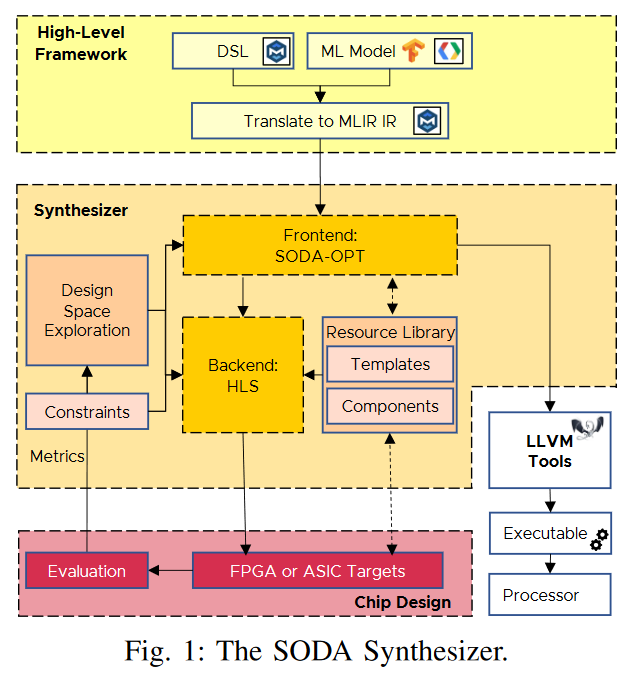 High-Level
Framework
DSL
ML Model
Translate to MLIR IR
Synthesizer
Frontend:
SODA-OPT
Design
Space
Exploration
Backend:
HLS
Resource Library
Templates
Components
Constraints
Metrics
LLVM
Tools
Executable
Processor
Evaluation
FPGA or ASIC Targets
Chip Design
Fig. 1: The SODA Synthesizer.